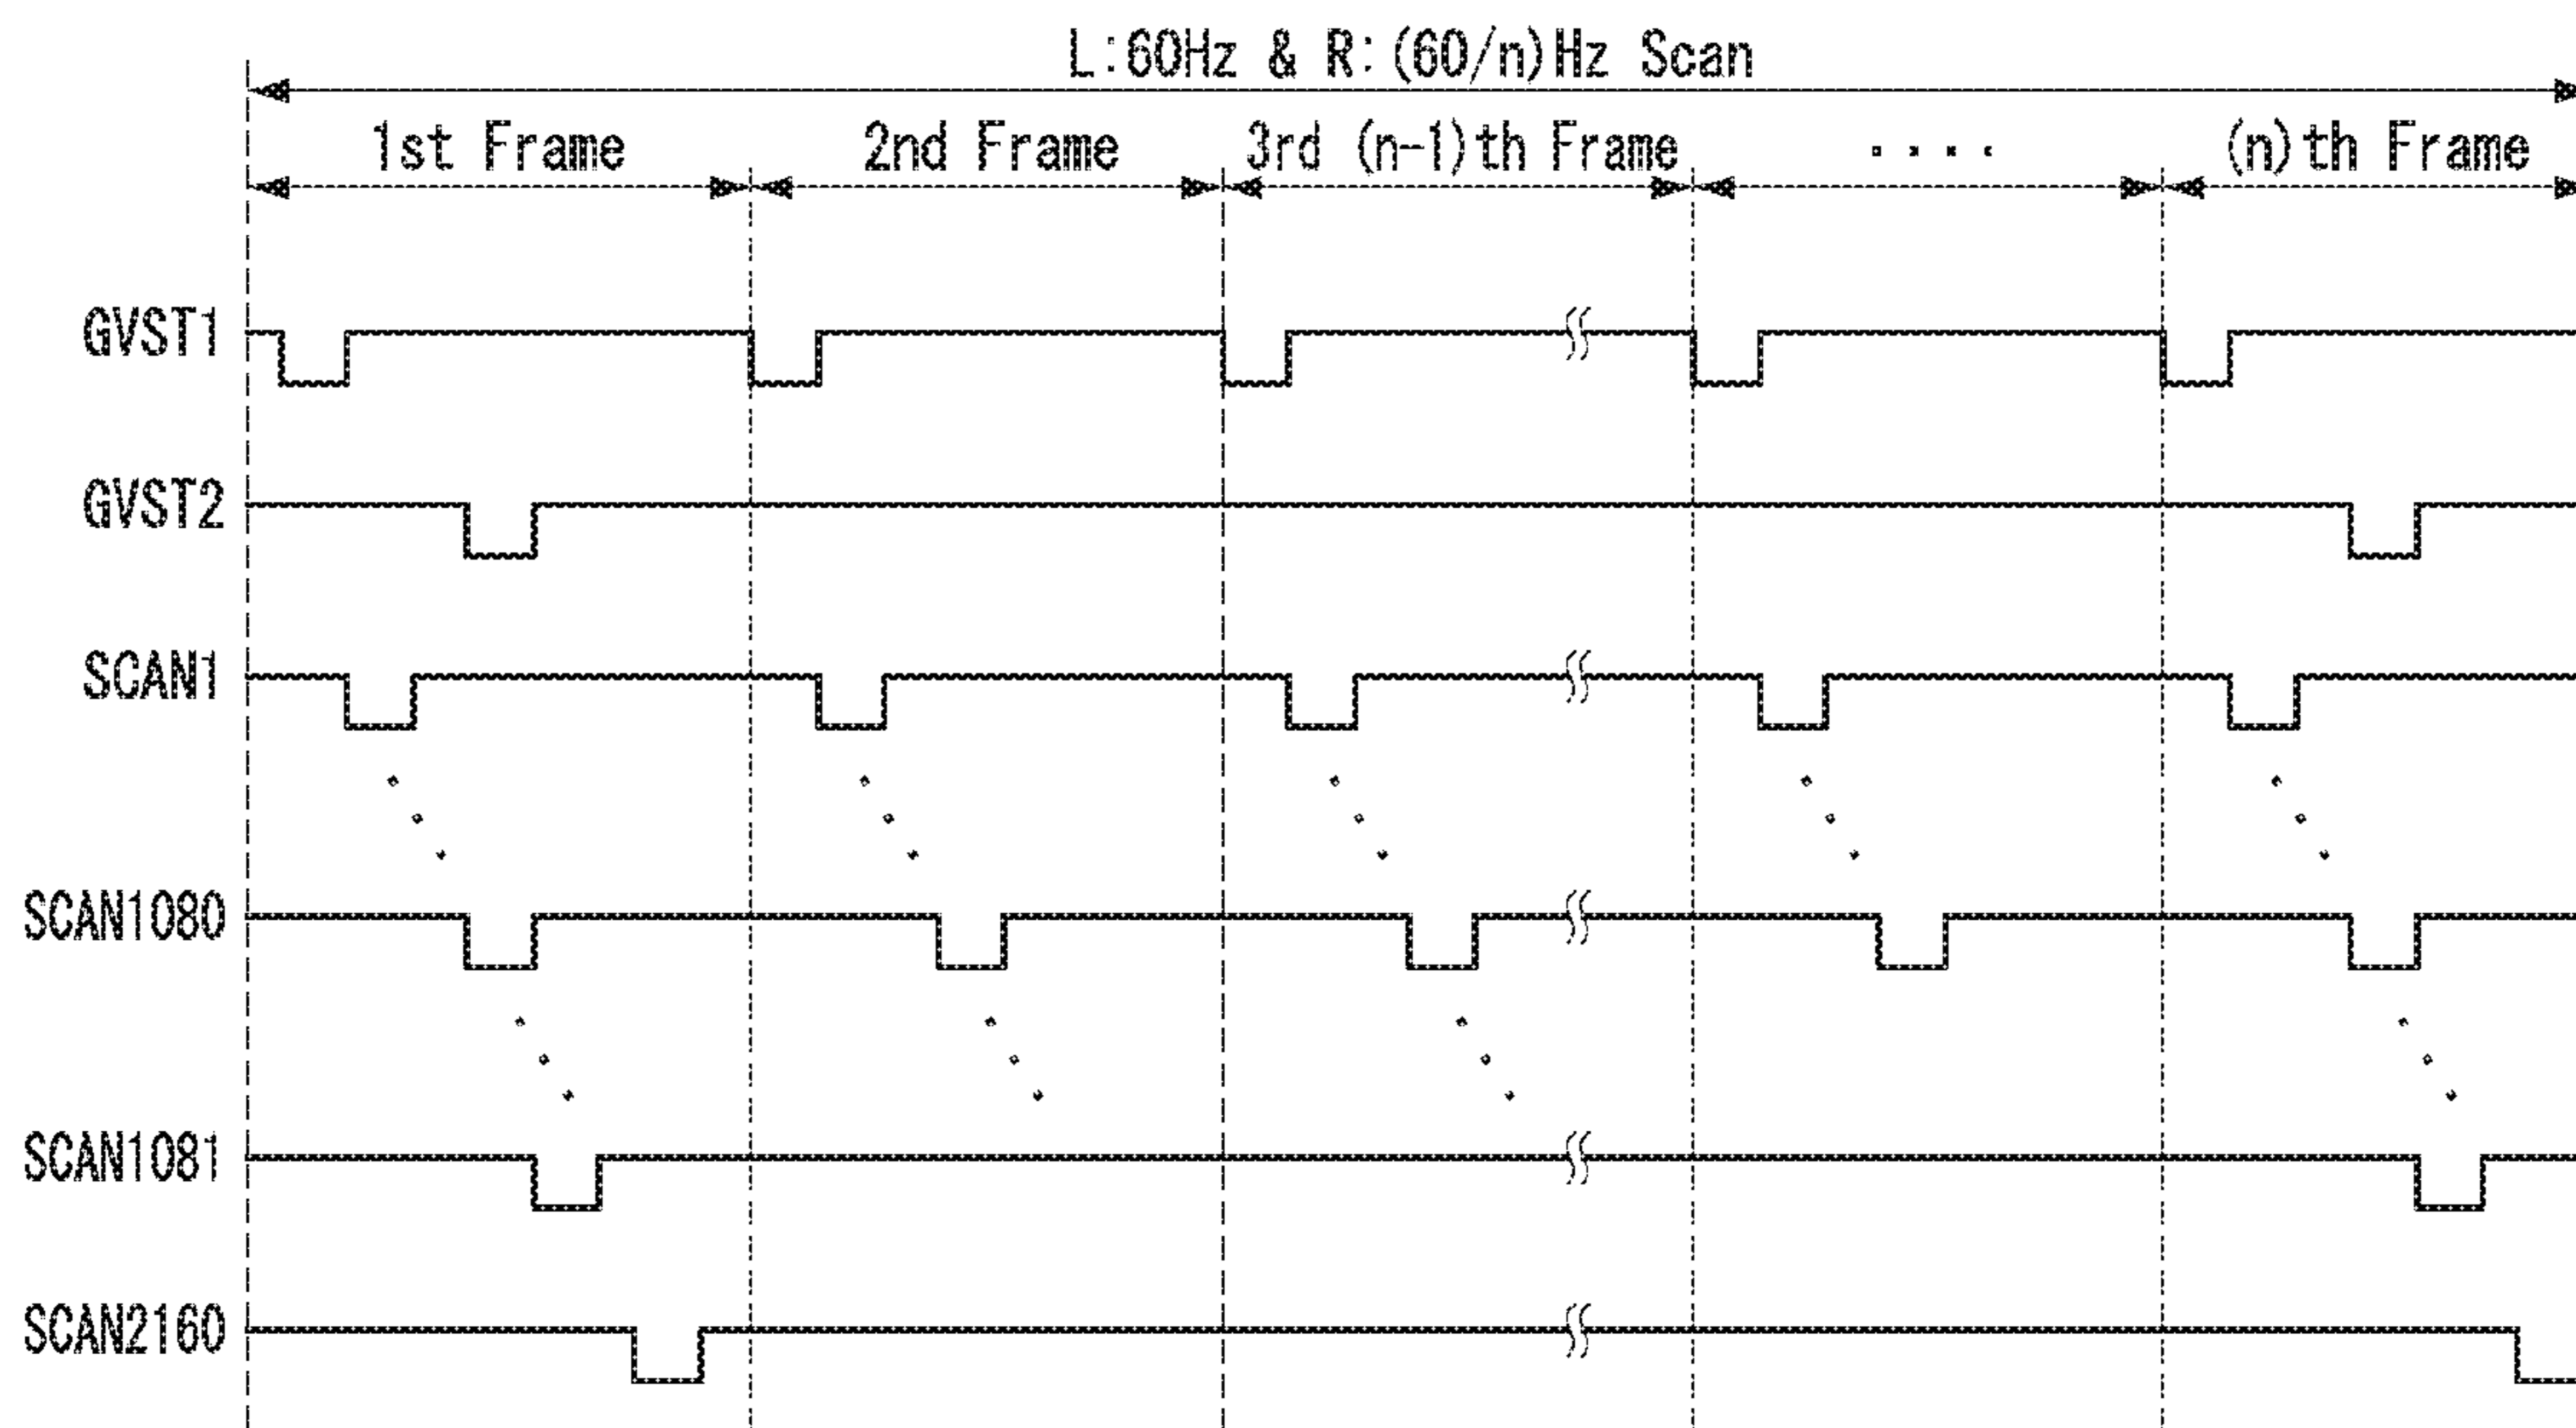 L:60Hz & R:(60/n)Hz Scan
1st Frame 2nd Frame 3rd (n-1)th Frame .... (n)th Frame
GVST1
GVST2
SCAN1
SCAN1080
SCAN1081
SCAN2160